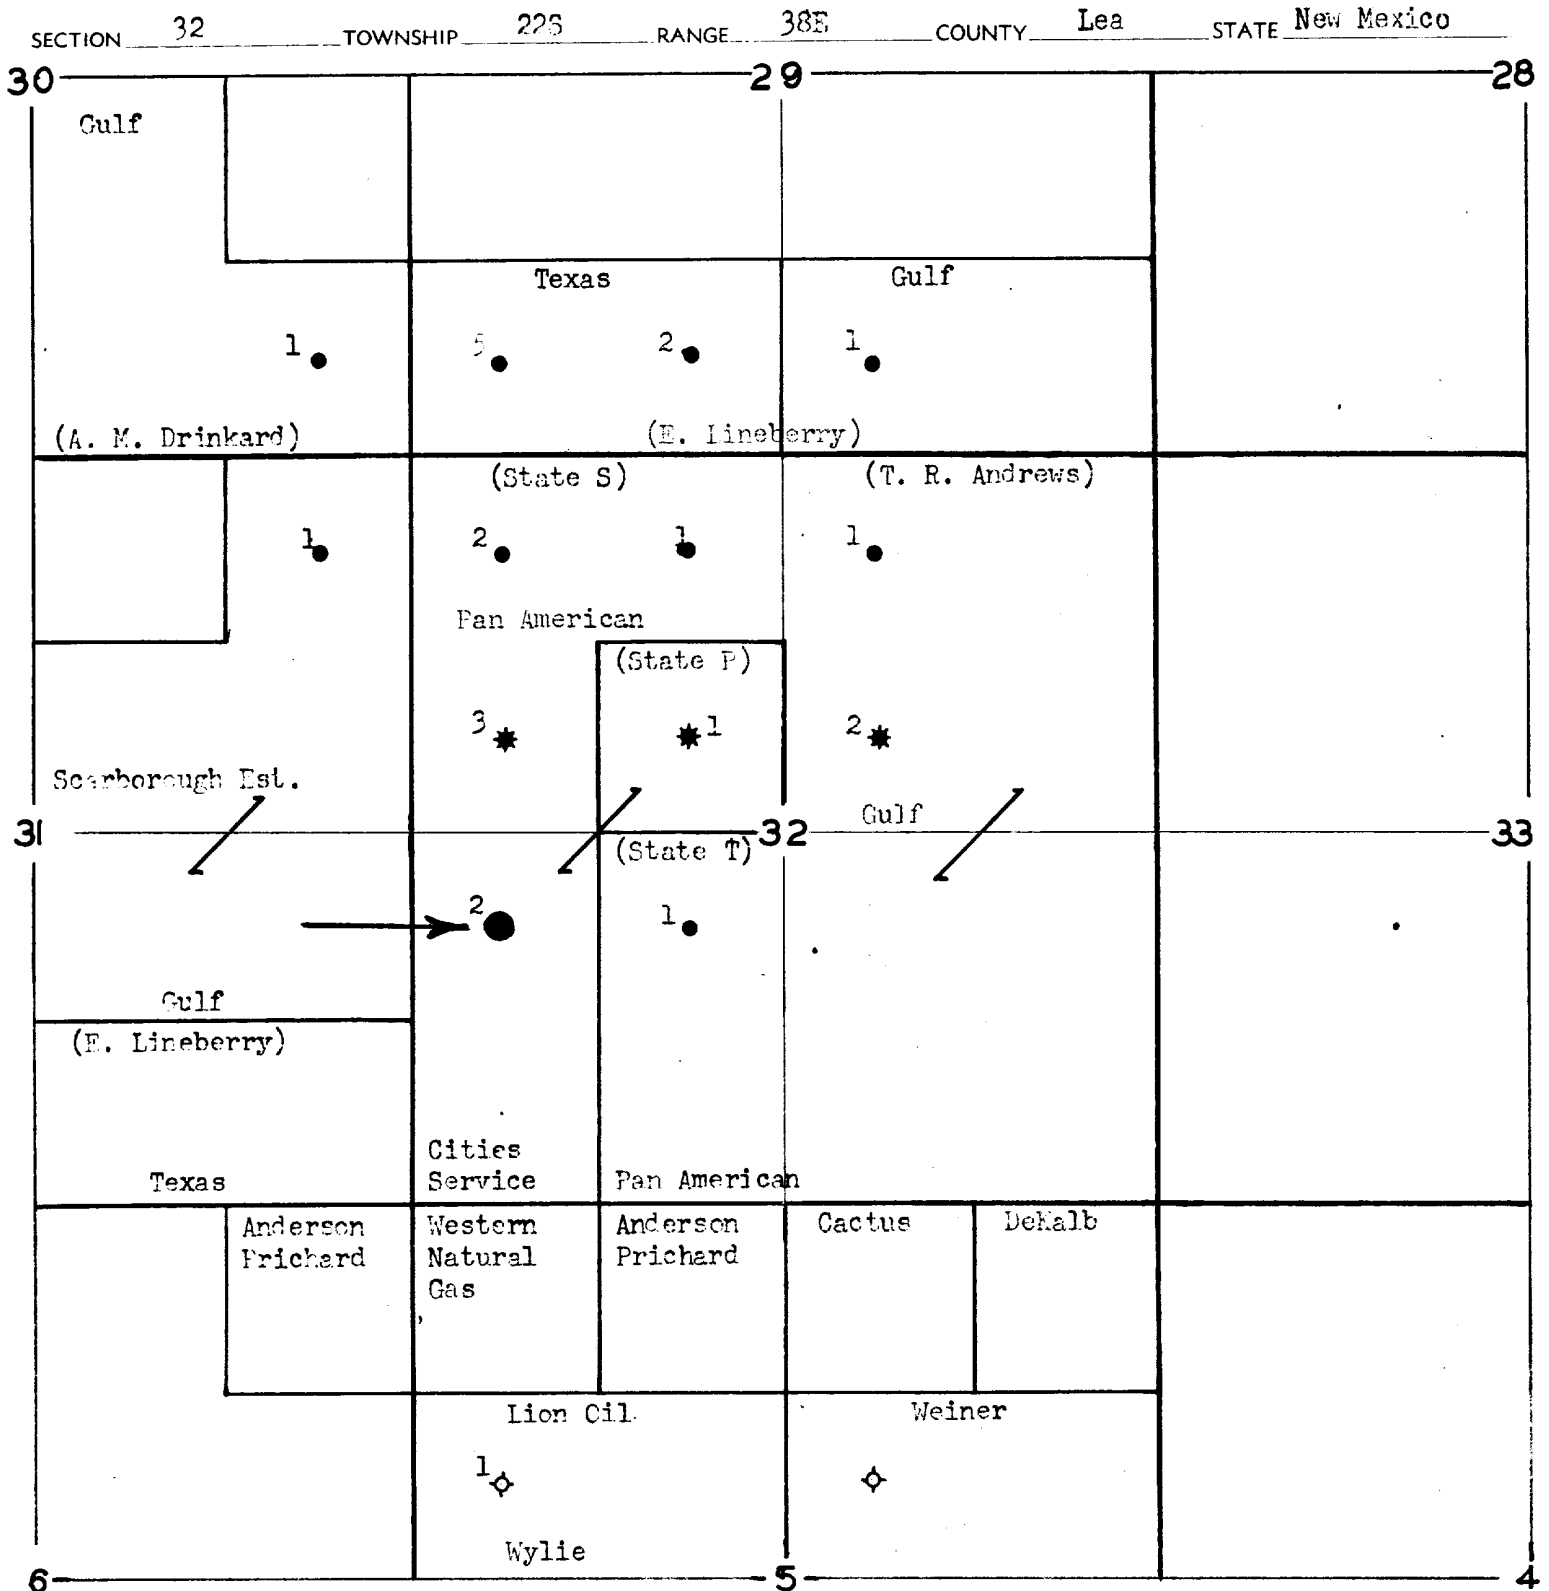 SECTION 32 TOWNSHIP 22S RANGE 38E COUNTY Lea STATE New Mexico
30 29 28
Gulf
Texas Gulf
1 5 2 1
(A. M. Drinkard) (E. Lineberry)
(State S) (T. R. Andrews)
1 2 1 1
Pan American
(State P)
3 1 2
Scarborough Est.
Gulf
31 32 33
(State T)
2 1
Gulf
(E. Lineberry)
Cities
Texas Service Pan American
Anderson Western Anderson Cactus DeKalb
Prichard Natural Prichard
Gas
Lion Oil Weiner
1
Wylie
6 5 4